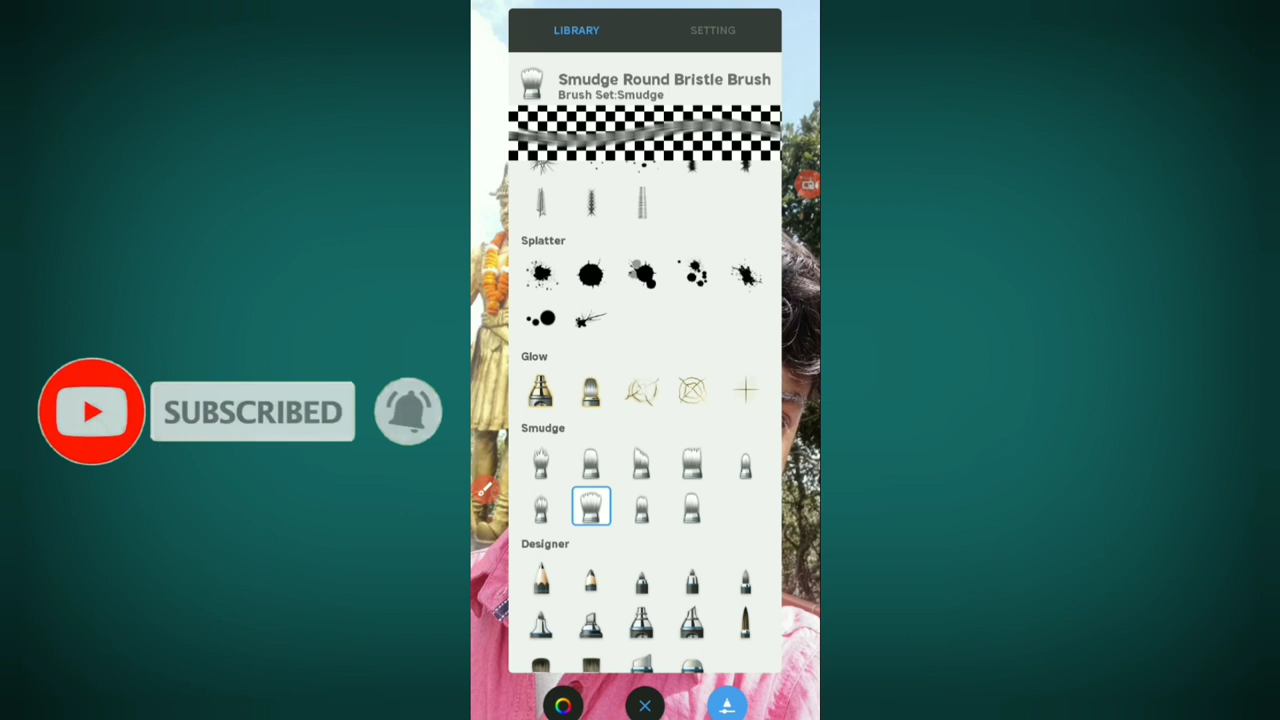 LIBRARY SETTING
Smudge Round Bristle Brush
Brush Set:Smudge
Splatter
Glow
Smudge
SUBSCRIBED
Designer